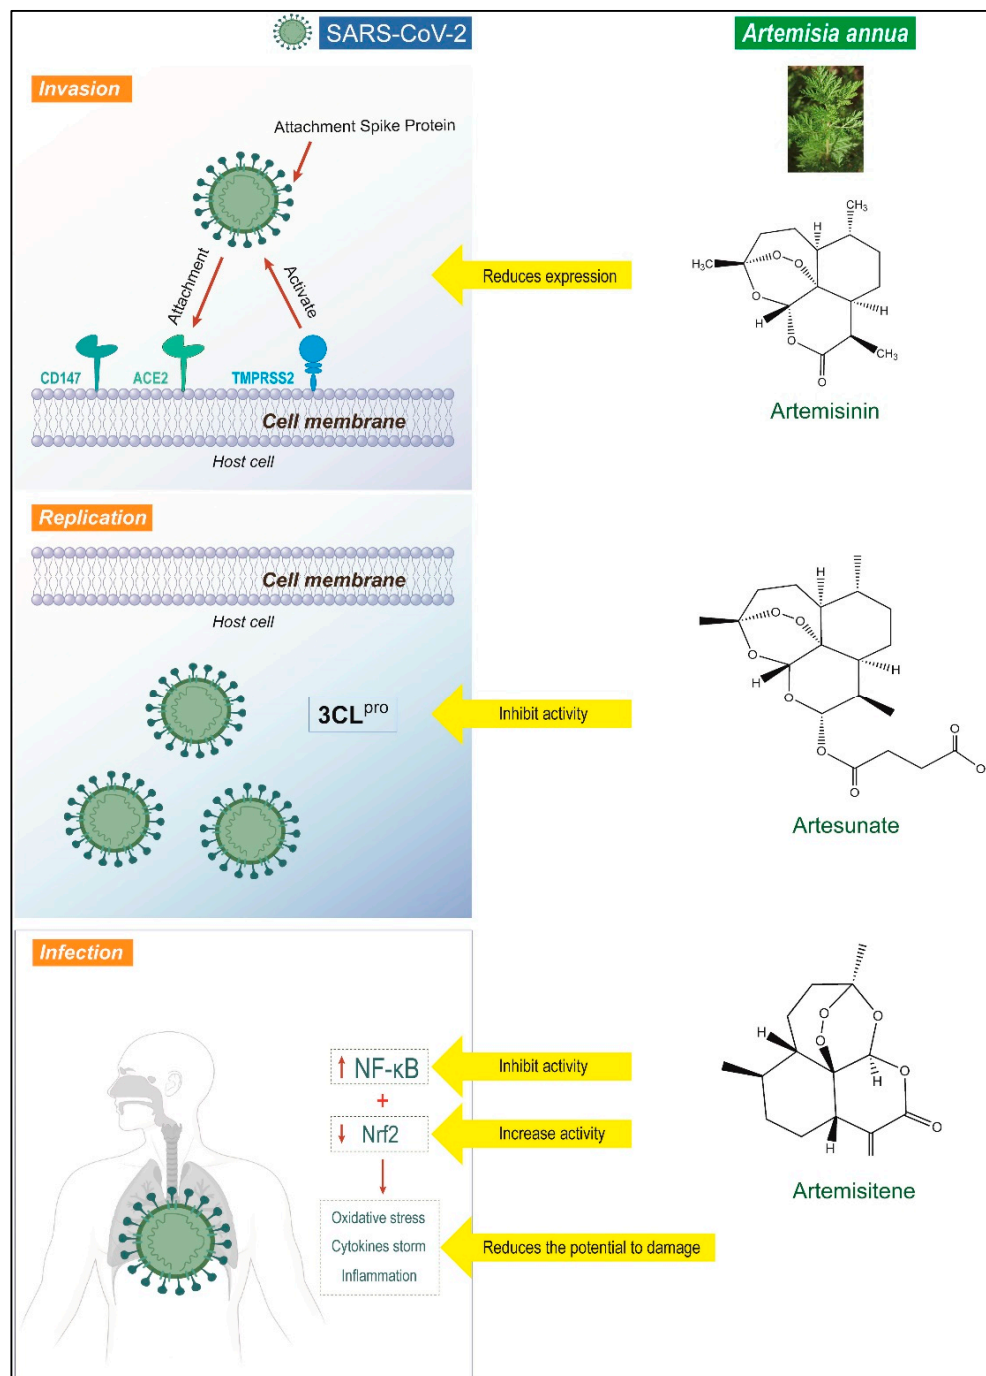 SARS-CoV-2
Artemisia annua
Invasion
Attachment Spike Protein
Attachment
Activate
CD147
ACE2
TMPRSS2
Cell membrane
Host cell
Reduces expression
CH₃
H
H₃C
O
O
O
H
H
O
CH₃
O
Artemisinin
Replication
Cell membrane
Host cell
3CLᵖʳᵒ
Inhibit activity
H
O
O
O
H
H
O
O
O
O
O
Artesunate
Infection
↑ NF-κB
+
↓ Nrf2
Oxidative stress
Cytokines storm
Inflammation
Inhibit activity
Increase activity
Reduces the potential to damage
O
O
O
H
H
O
O
H
Artemisitene